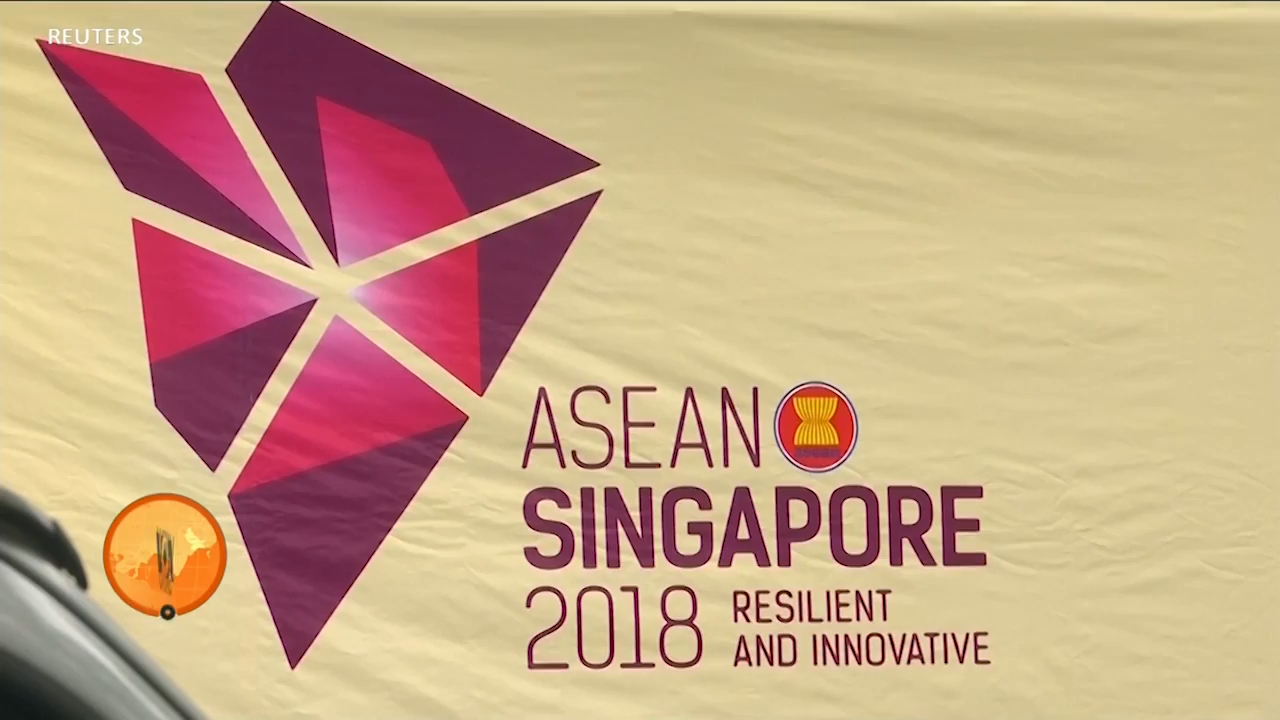 REUTERS
ASEAN
SINGAPORE
2018 RESILIENT
AND INNOVATIVE